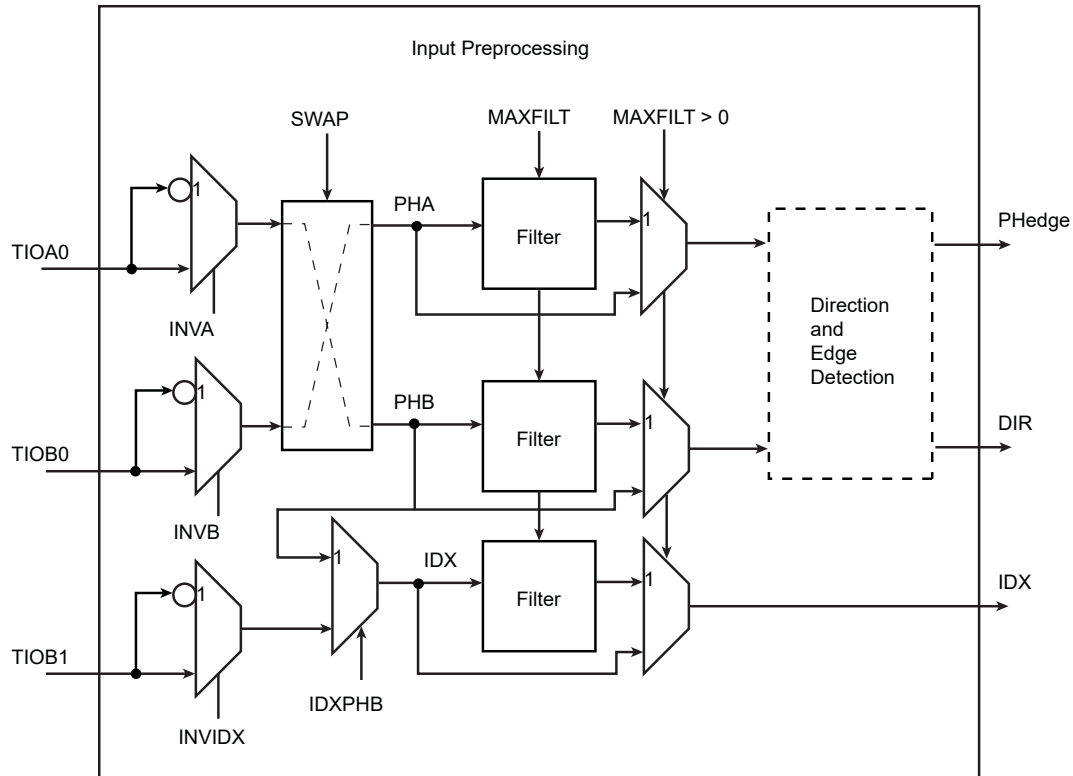 Input Preprocessing
SWAP
MAXFILT
MAXFILT > 0
1
PHA
1
PHedge
TIOA0
Filter
INVA
Direction
and
Edge
Detection
1
PHB
1
DIR
TIOB0
Filter
INVB
1
IDX
1
IDX
1
Filter
TIOB1
IDXPHB
INVIDX